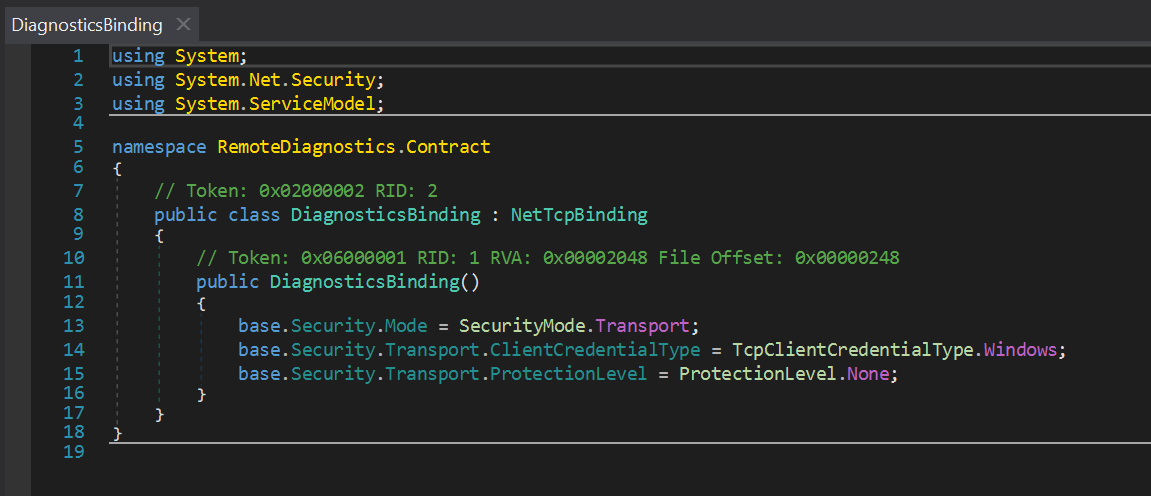 DiagnosticsBinding ×
1 using System;
2 using System.Net.Security;
3 using System.ServiceModel;
4
5 namespace RemoteDiagnostics.Contract
6 {
7 // Token: 0x02000002 RID: 2
8 public class DiagnosticsBinding : NetTcpBinding
9 {
10 // Token: 0x06000001 RID: 1 RVA: 0x00002048 File Offset: 0x00000248
11 public DiagnosticsBinding()
12 {
13 base.Security.Mode = SecurityMode.Transport;
14 base.Security.Transport.ClientCredentialType = TcpClientCredentialType.Windows;
15 base.Security.Transport.ProtectionLevel = ProtectionLevel.None;
16 }
17 }
18 }
19